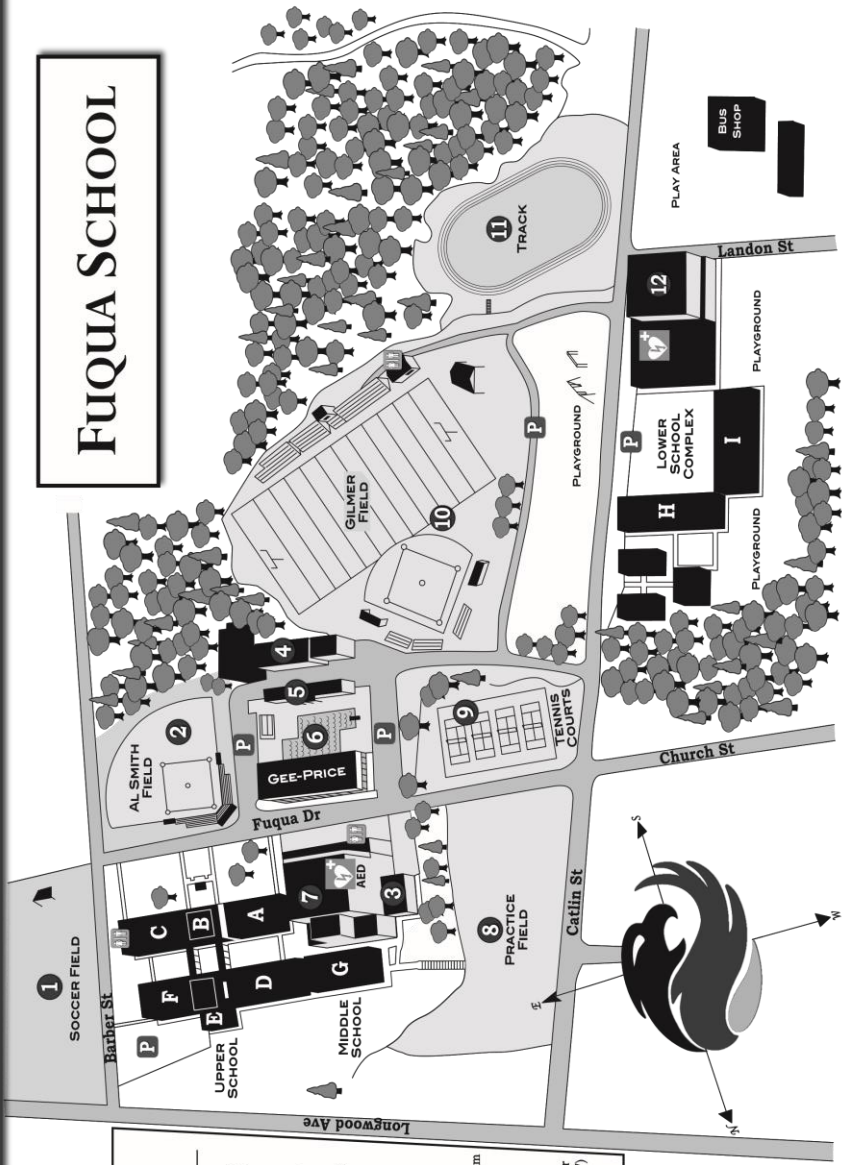 FUQUA SCHOOL
BUS
SHOP
PLAY AREA
Landon St
11
TRACK
12
PLAYGROUND
P
LOWER
SCHOOL
COMPLEX
I
H
PLAYGROUND
P
PLAYGROUND
GILMER
FIELD
10
4
5
6
GEE-PRICE
P
P
2
AL SMITH
FIELD
9
TENNIS
COURTS
Church St
Fuqua Dr
7
AED
3
A
B
C
D
E
F
G
8
PRACTICE
FIELD
Catlin St
1
SOCCER FIELD
Barber St
P
UPPER
SCHOOL
MIDDLE
SCHOOL
Longwood Ave
S
W
E
N
m
r
)